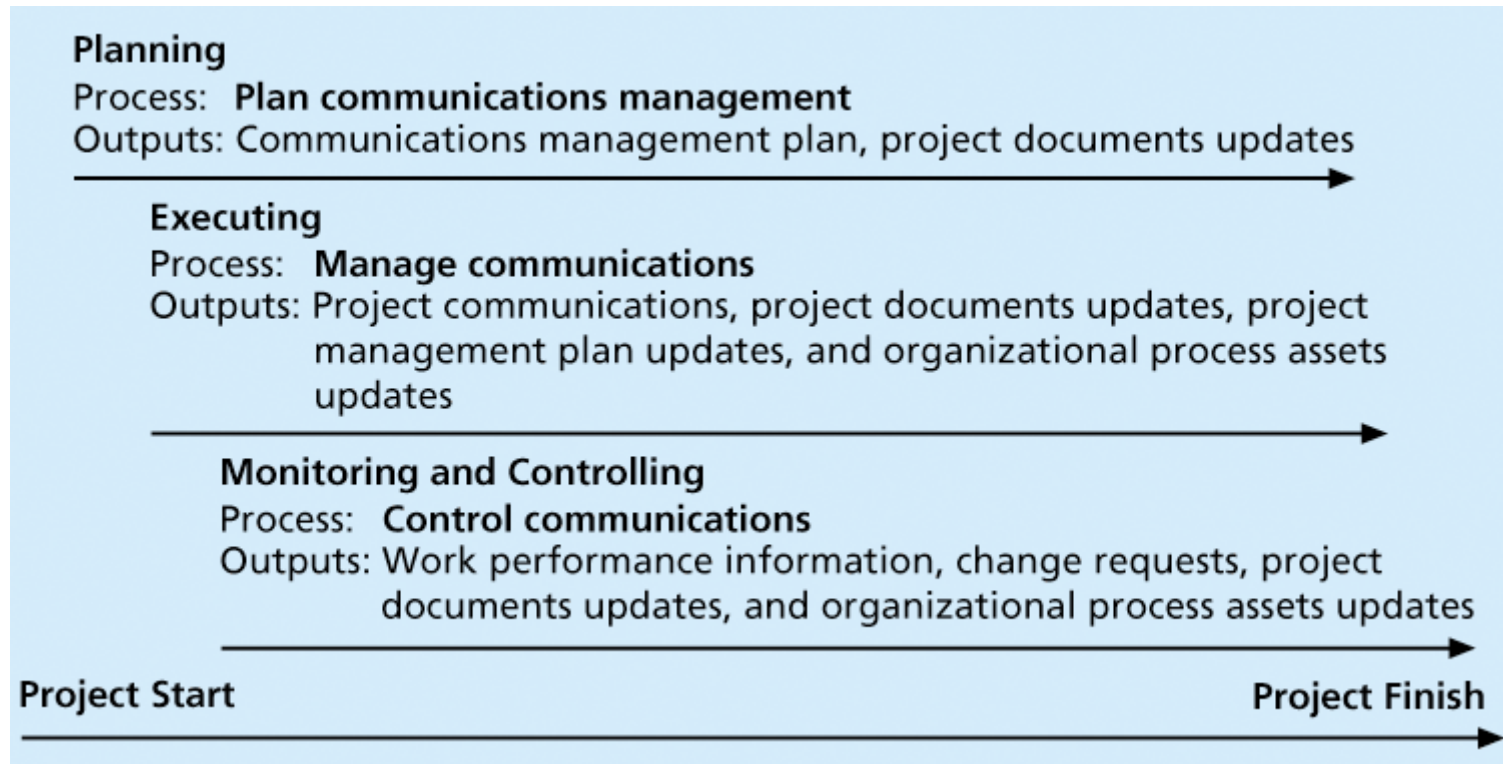 Planning
Process: Plan communications management
Outputs: Communications management plan, project documents updates
Executing
Process: Manage communications
Outputs: Project communications, project documents updates, project
management plan updates, and organizational process assets
updates
Monitoring and Controlling
Process: Control communications
Outputs: Work performance information, change requests, project
documents updates, and organizational process assets updates
Project Start Project Finish